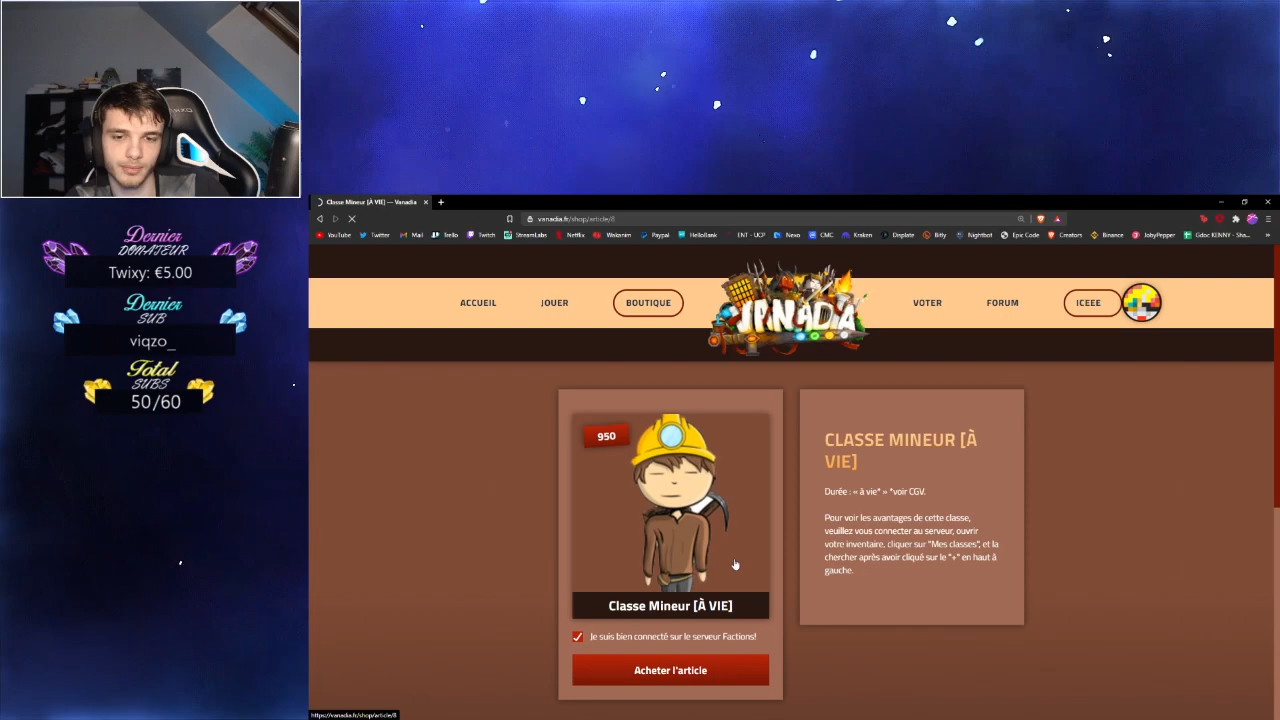 Dernier
DONATEUR
Twixy: €5.00
Dernier
SUB
viqzo_
Total
SUBS
50/60
Classe Mineur [À VIE] — Vanadia
vanadia.fr/shop/article/8
YouTube Twitter Mail Trello Twitch StreamLabs Netflix Wakanim Paypal HelloBank ENT - UCP Nevo CMC Kraken Dinplate Bitly Nightbot Epic Code Creators Binance JobyPepper Gdoc KENNY - Sha...
ACCUEIL JOUER BOUTIQUE VANADIA VOTER FORUM ICEEE
950
Classe Mineur [À VIE]
Je suis bien connecté sur le serveur Factions!
Acheter l'article
CLASSE MINEUR [À
VIE]
Durée : « à vie* » *voir CGV.
Pour voir les avantages de cette classe,
veuillez vous connecter au serveur, ouvrir
votre inventaire, cliquer sur "Mes classes", et la
chercher après avoir cliqué sur le "+" en haut à
gauche.
https://vanadia.fr/shop/article/8